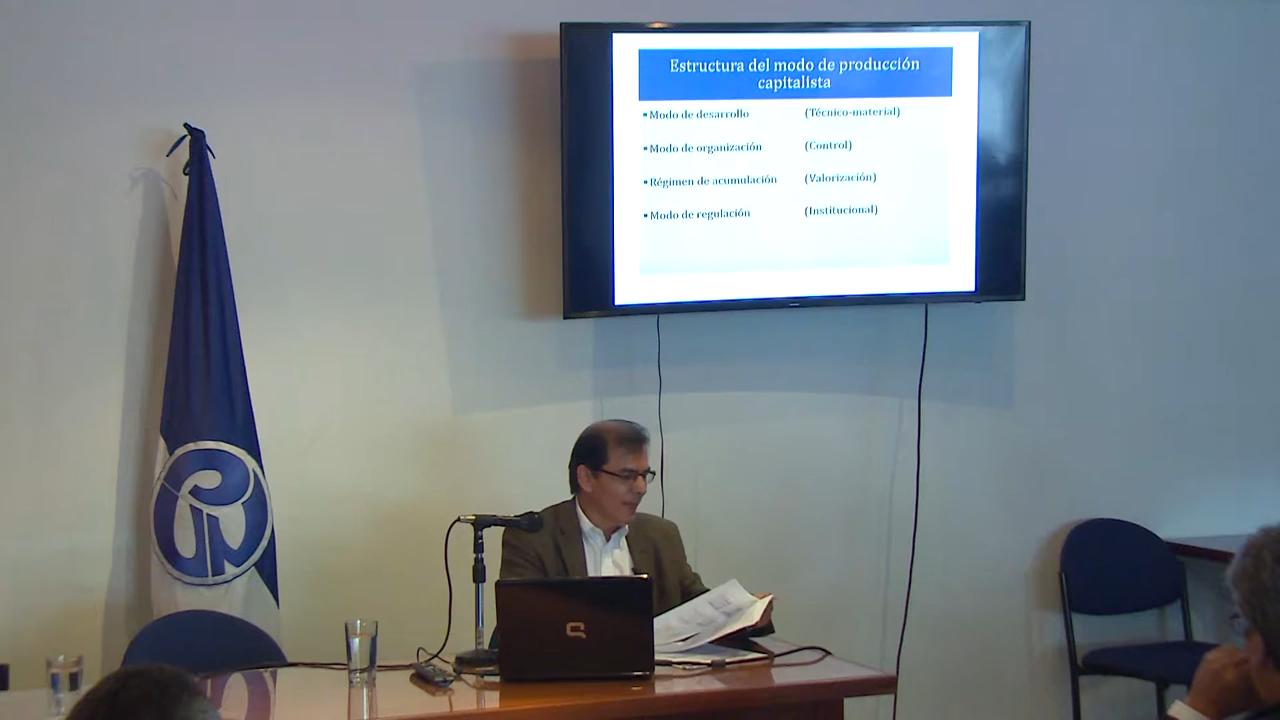 Estructura del modo de producción
capitalista
▪ Modo de desarrollo (Técnico-material)
▪ Modo de organización (Control)
▪ Régimen de acumulación (Valorización)
▪ Modo de regulación (Institucional)